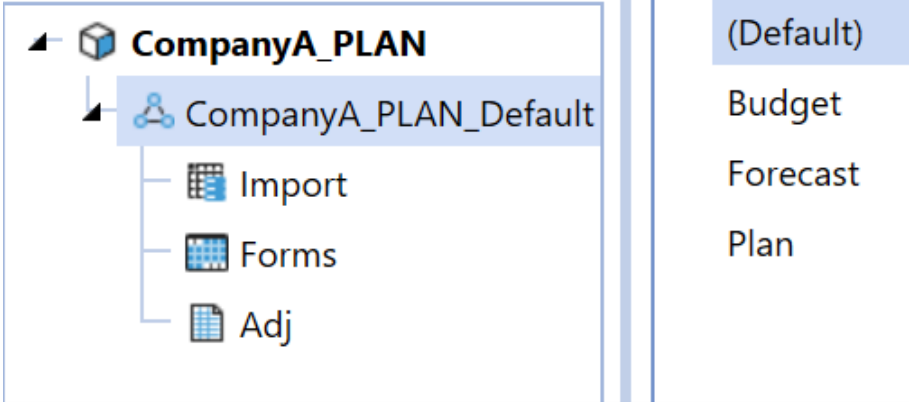 CompanyA_PLAN
CompanyA_PLAN_Default
Import
Forms
Adj
(Default)
Budget
Forecast
Plan